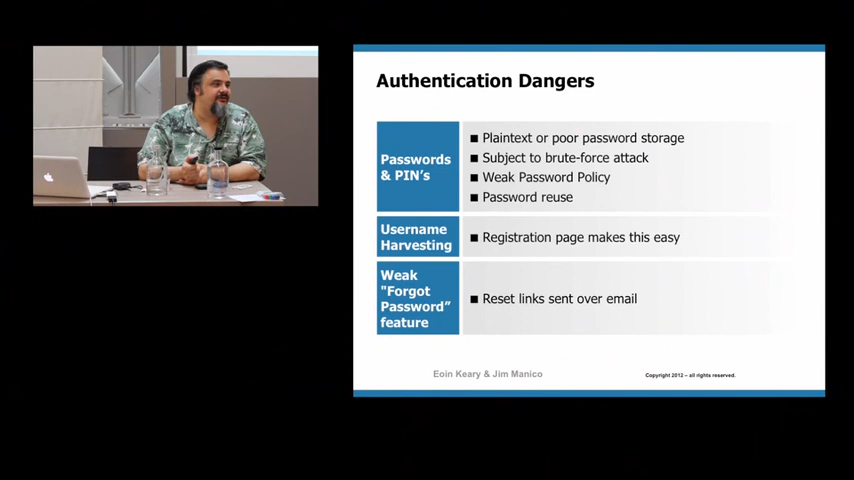 Authentication Dangers
Passwords
& PIN's
■ Plaintext or poor password storage
■ Subject to brute-force attack
■ Weak Password Policy
■ Password reuse
Username
Harvesting
■ Registration page makes this easy
Weak
"Forgot
Password”
feature
■ Reset links sent over email
Eoin Keary & Jim Manico
Copyright 2012 – all rights reserved.